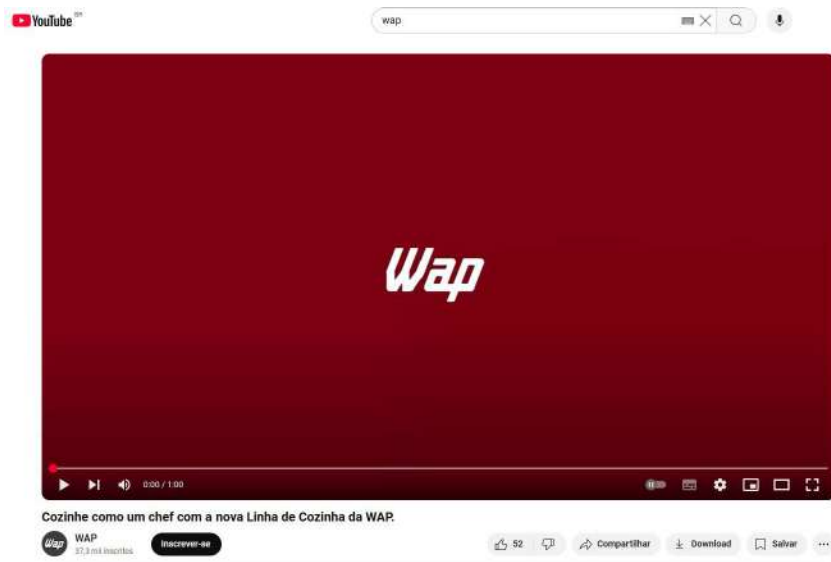 YouTube BR
wap
Wap
0:00 / 1:00
Cozinhe como um chef com a nova Linha de Cozinha da WAP.
Wap
WAP
37,3 mil inscritos
Inscrever-se
52
Compartilhar
Download
Salvar